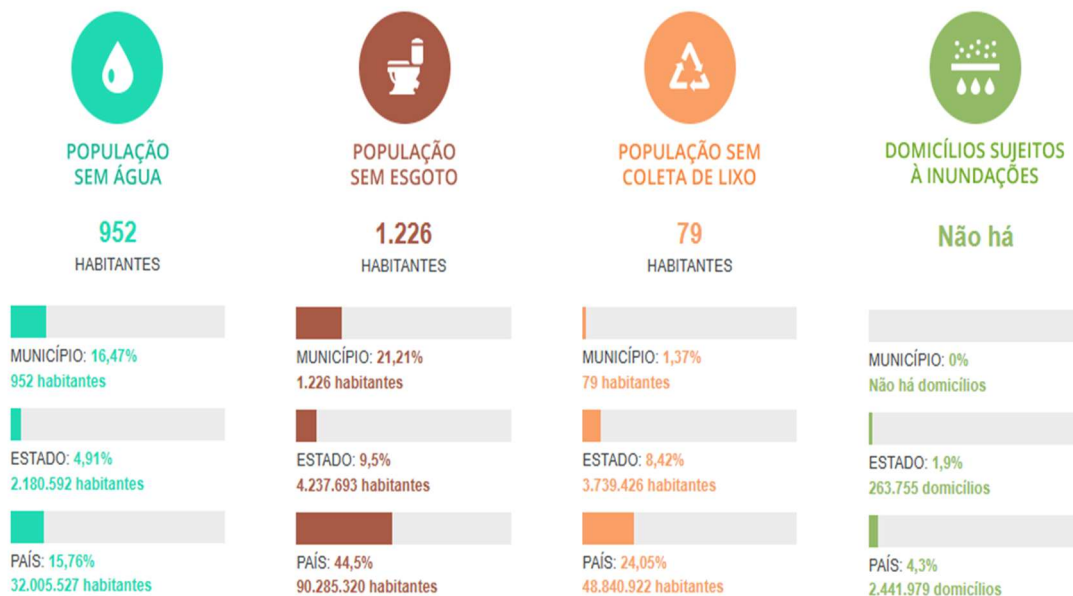 POPULAÇÃO
SEM ÁGUA
952
HABITANTES
MUNICÍPIO: 16,47%
952 habitantes
ESTADO: 4,91%
2.180.592 habitantes
PAÍS: 15,76%
32.005.527 habitantes
POPULAÇÃO
SEM ESGOTO
1.226
HABITANTES
MUNICÍPIO: 21,21%
1.226 habitantes
ESTADO: 9,5%
4.237.693 habitantes
PAÍS: 44,5%
90.285.320 habitantes
POPULAÇÃO SEM
COLETA DE LIXO
79
HABITANTES
MUNICÍPIO: 1,37%
79 habitantes
ESTADO: 8,42%
3.739.426 habitantes
PAÍS: 24,05%
48.840.922 habitantes
DOMICÍLIOS SUJEITOS
À INUNDAÇÕES
Não há
MUNICÍPIO: 0%
Não há domicílios
ESTADO: 1,9%
263.755 domicílios
PAÍS: 4,3%
2.441.979 domicílios